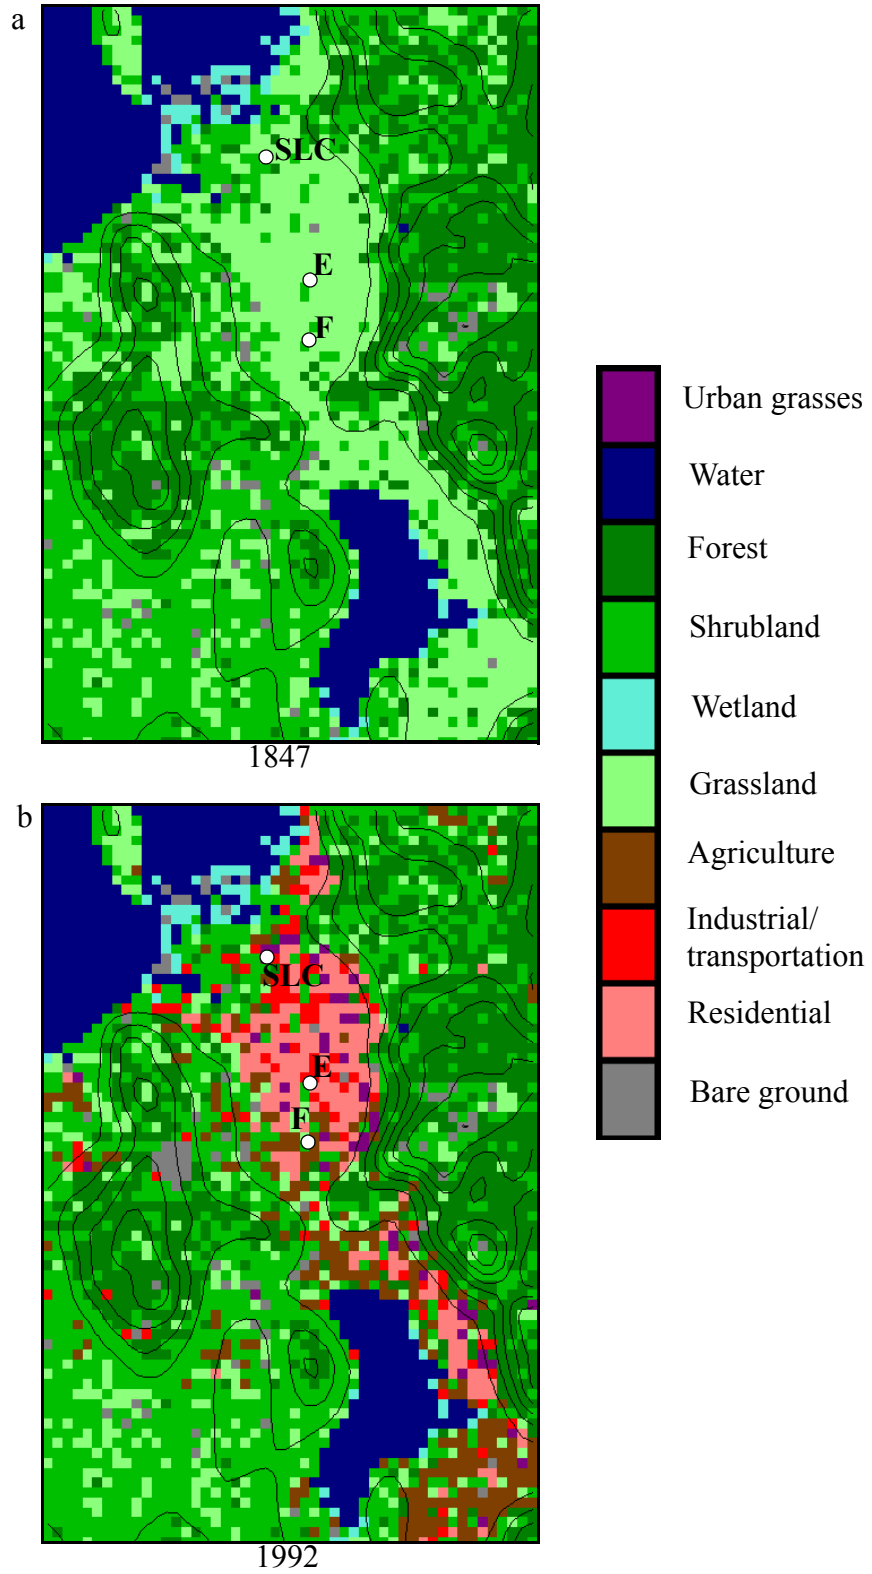 a
SLC
E
F
1847
Urban grasses
Water
Forest
Shrubland
Wetland
Grassland
Agriculture
Industrial/
transportation
Residential
Bare ground
b
SLC
E
F
1992